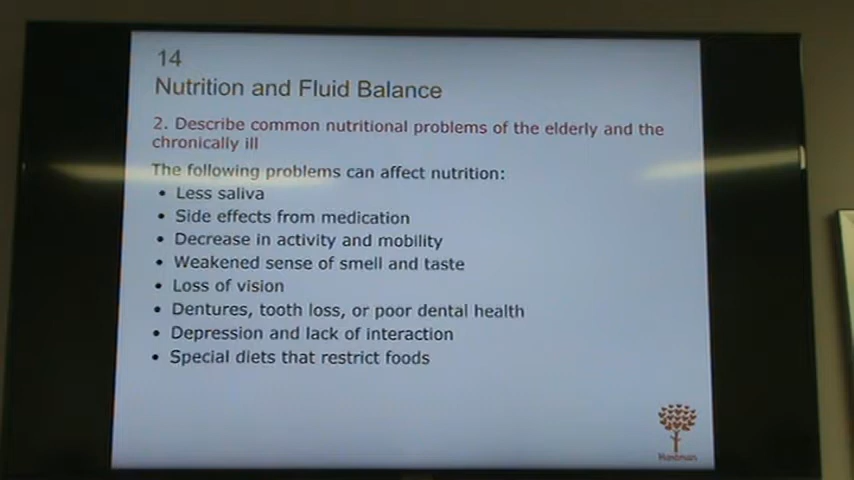 14
Nutrition and Fluid Balance
2. Describe common nutritional problems of the elderly and the
chronically ill
The following problems can affect nutrition:
• Less saliva
• Side effects from medication
• Decrease in activity and mobility
• Weakened sense of smell and taste
• Loss of vision
• Dentures, tooth loss, or poor dental health
• Depression and lack of interaction
• Special diets that restrict foods
Hartman